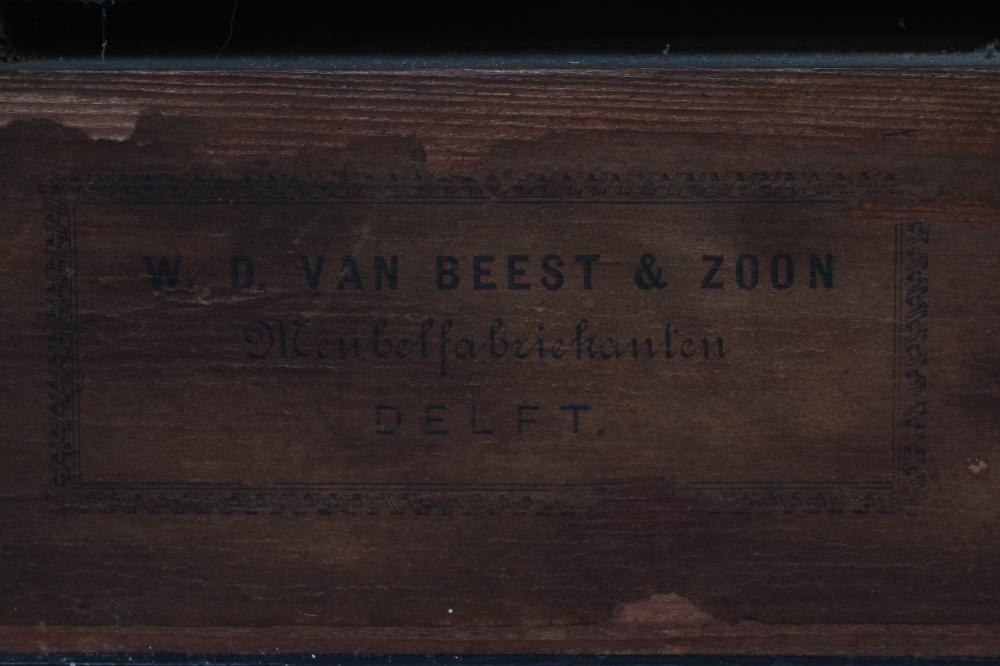 W. D. VAN BEEST & ZOON
Meubelfabriekanten
DELFT.